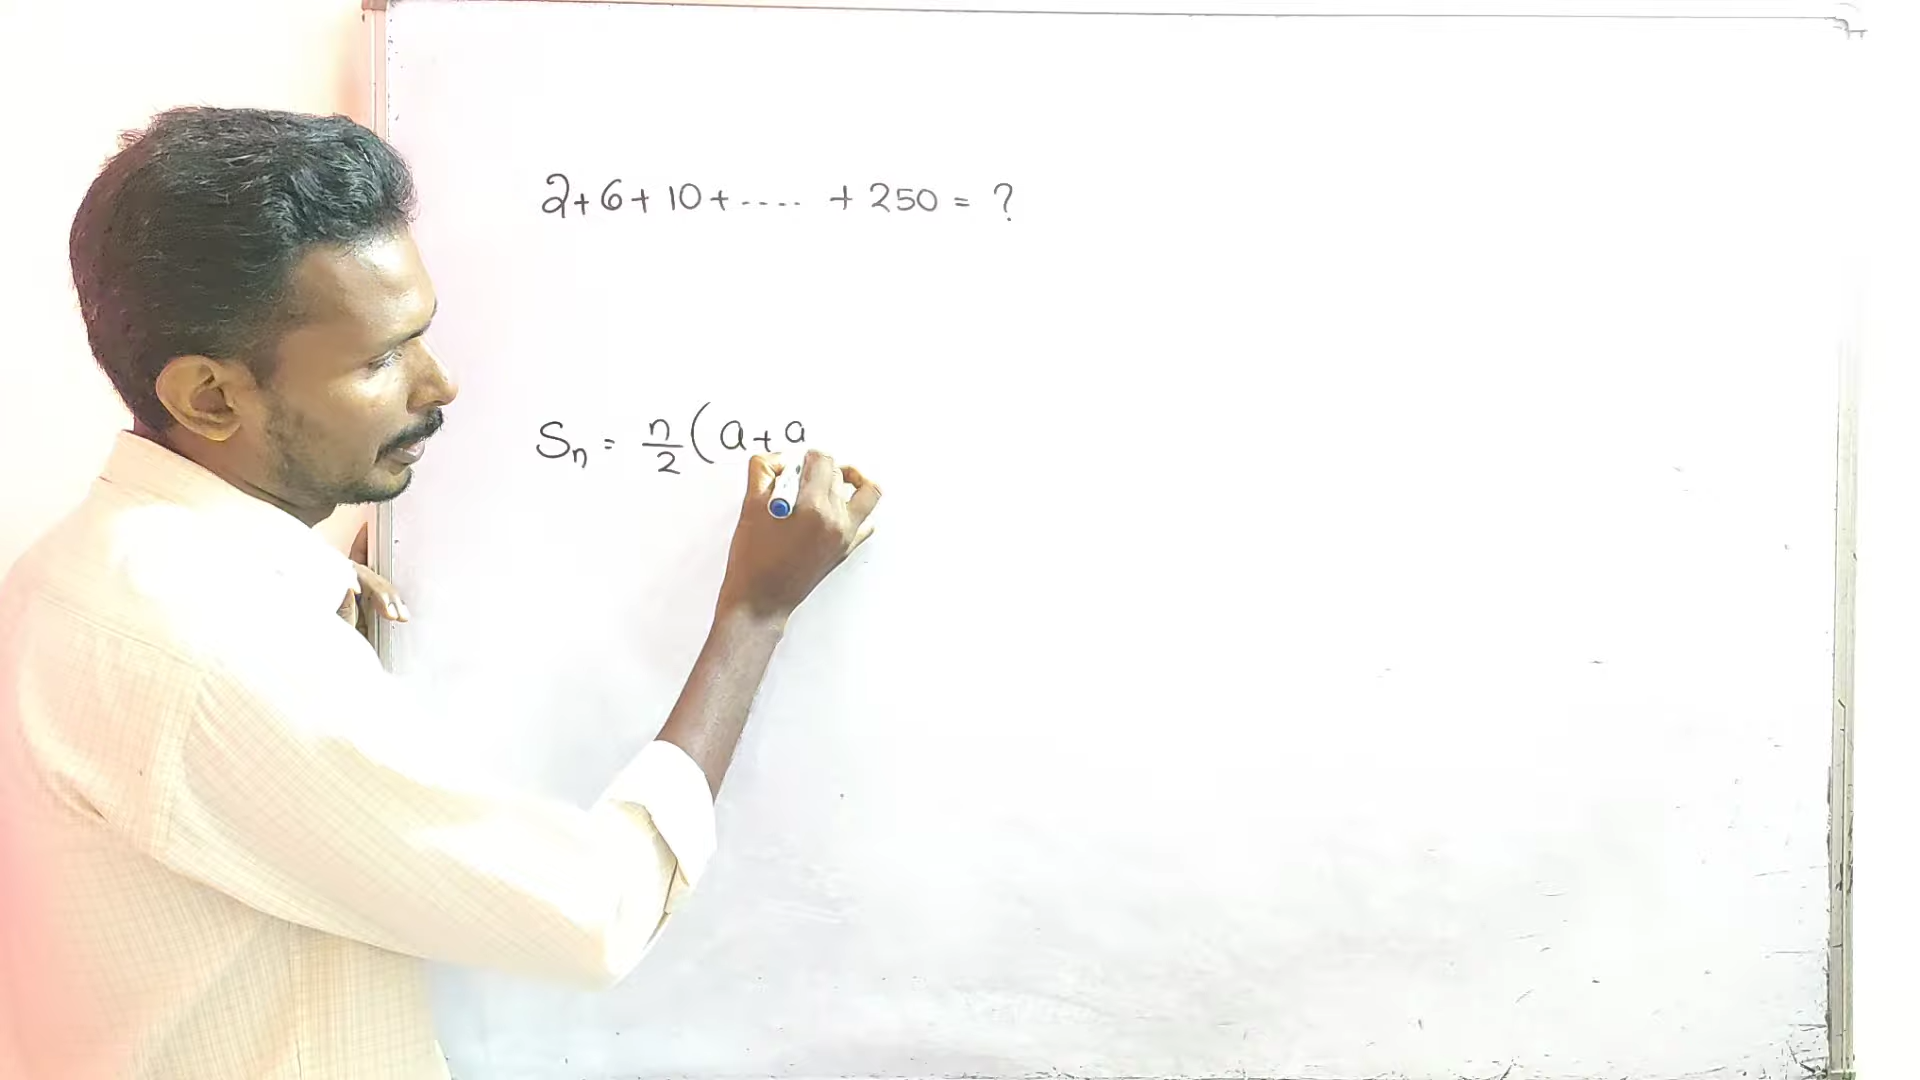 2+6+10+.... +250 = ?
Sn = n/2 (a+a